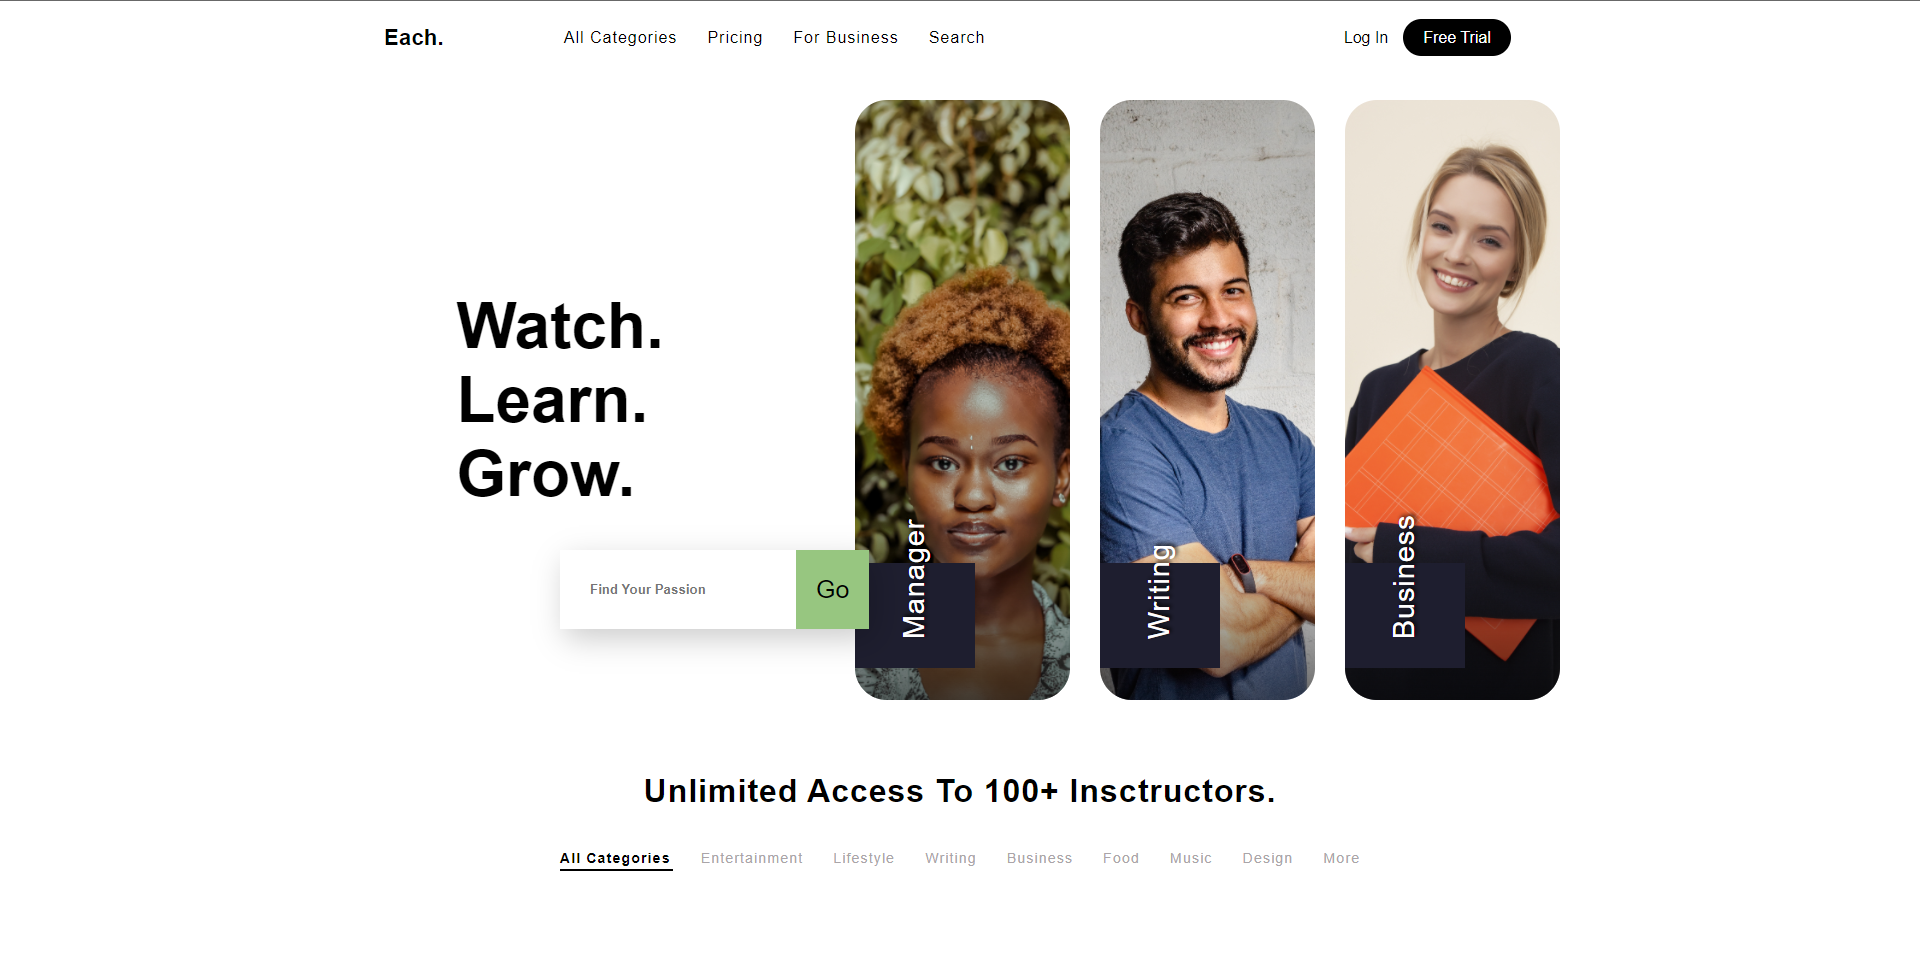 Each.
All Categories
Pricing
For Business
Search
Log In
Free Trial
Watch.
Learn.
Grow.
Find Your Passion
Go
Manager
Writing
Business
Unlimited Access To 100+ Insctructors.
All Categories
Entertainment
Lifestyle
Writing
Business
Food
Music
Design
More